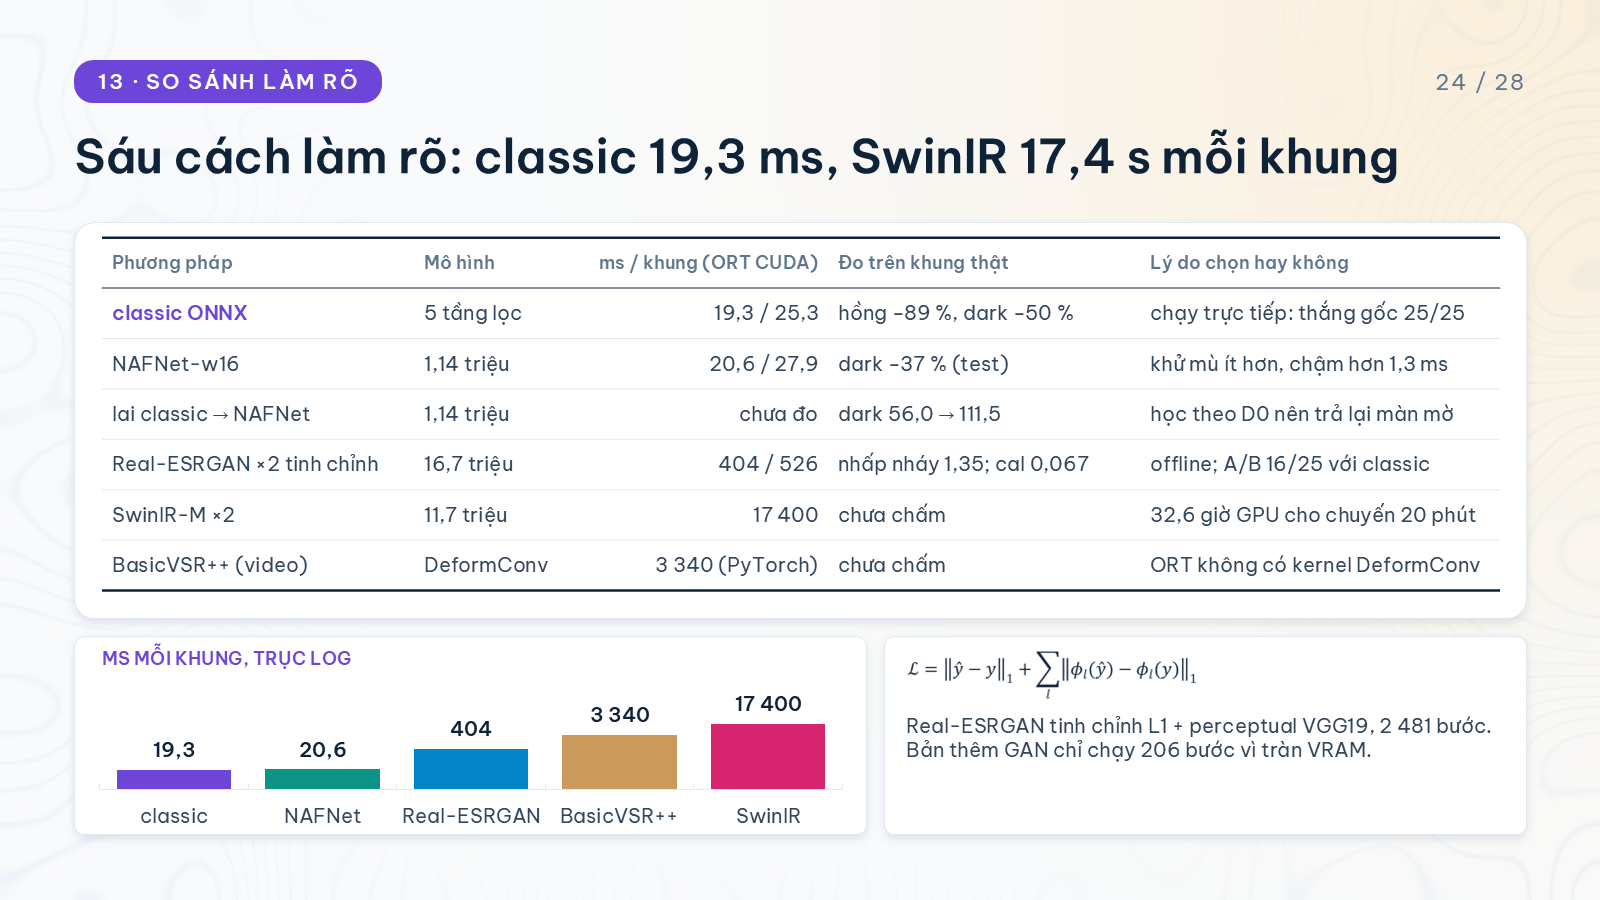 13 · SO SÁNH LÀM RÕ
24 / 28
Sáu cách làm rõ: classic 19,3 ms, SwinIR 17,4 s mỗi khung
Phương pháp Mô hình ms / khung (ORT CUDA) Đo trên khung thật Lý do chọn hay không
classic ONNX 5 tầng lọc 19,3 / 25,3 hồng −89 %, dark −50 % chạy trực tiếp: thắng gốc 25/25
NAFNet-w16 1,14 triệu 20,6 / 27,9 dark −37 % (test) khử mù ít hơn, chậm hơn 1,3 ms
lai classic → NAFNet 1,14 triệu chưa đo dark 56,0 → 111,5 học theo D0 nên trả lại màn mờ
Real-ESRGAN ×2 tinh chỉnh 16,7 triệu 404 / 526 nhấp nháy 1,35; cal 0,067 offline; A/B 16/25 với classic
SwinIR-M ×2 11,7 triệu 17 400 chưa chấm 32,6 giờ GPU cho chuyến 20 phút
BasicVSR++ (video) DeformConv 3 340 (PyTorch) chưa chấm ORT không có kernel DeformConv
MS MỖI KHUNG, TRỤC LOG
19,3 20,6 404 3 340 17 400
classic NAFNet Real-ESRGAN BasicVSR++ SwinIR
ℒ = ‖ŷ − y‖₁ + ∑ₗ ‖ϕₗ(ŷ) − ϕₗ(y)‖₁
Real-ESRGAN tinh chỉnh L1 + perceptual VGG19, 2 481 bước.
Bản thêm GAN chỉ chạy 206 bước vì tràn VRAM.